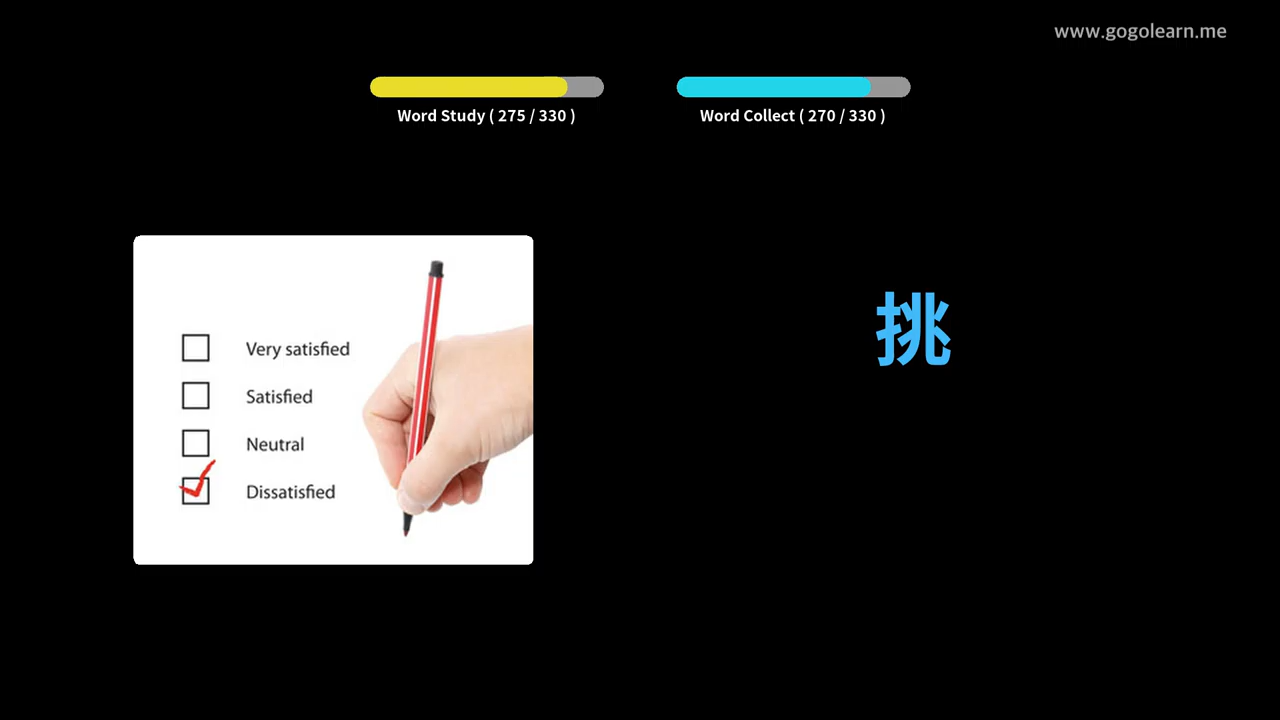 www.gogolearn.me
Word Study ( 275 / 330 )
Word Collect ( 270 / 330 )
Very satisfied
Satisfied
Neutral
Dissatisfied
挑